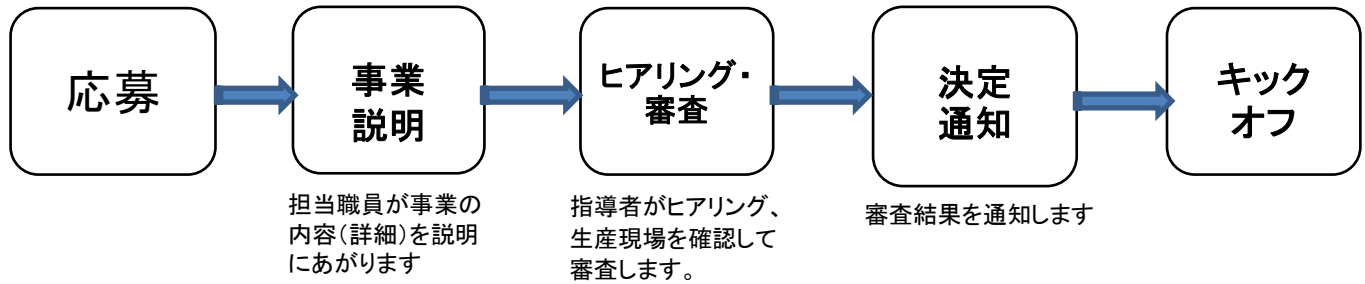 応募
事業
説明
ヒアリング・
審査
決定
通知
キック
オフ
担当職員が事業の
内容(詳細)を説明
にあがります
指導者がヒアリング、
生産現場を確認して
審査します。
審査結果を通知します